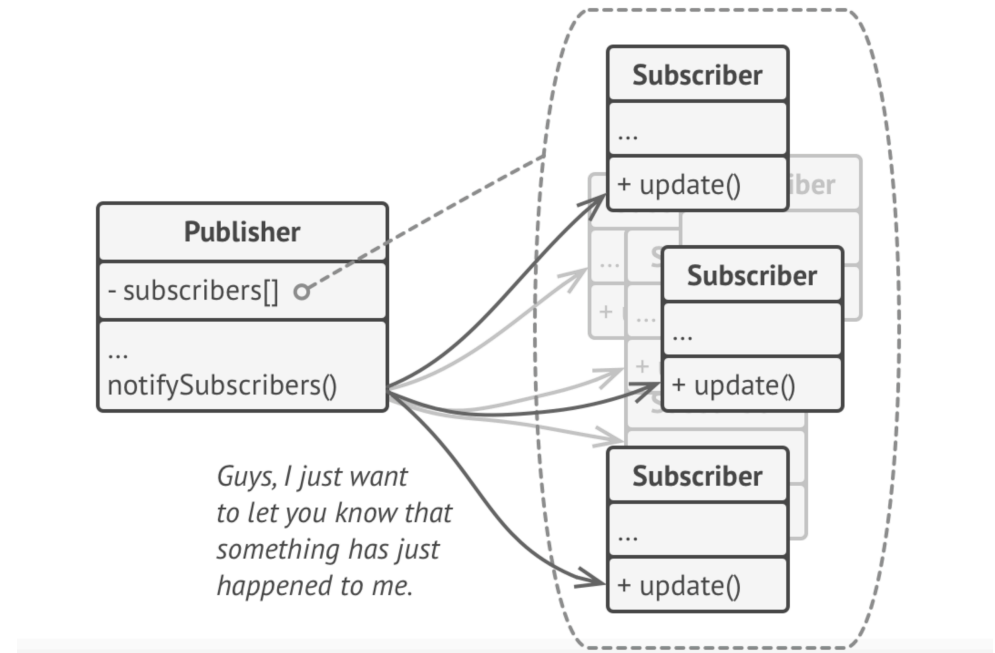 Publisher
- subscribers[]
...
notifySubscribers()
Guys, I just want
to let you know that
something has just
happened to me.
Subscriber
...
+ update()
iber
...
+
Subscriber
...
+ update()
...
+
S
S
Subscriber
...
+ update()